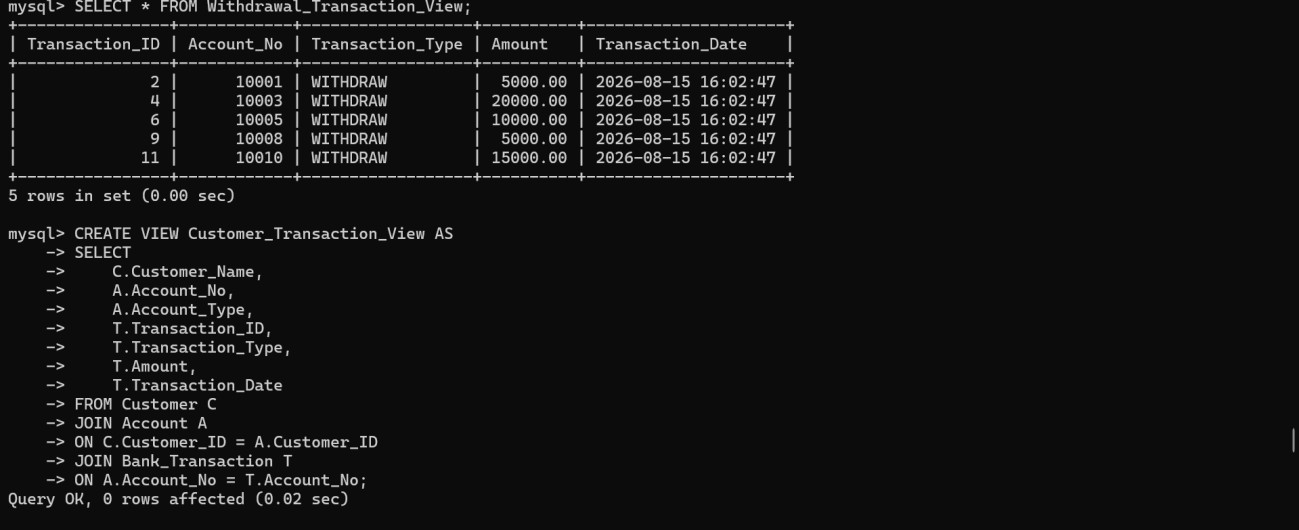 mysql> SELECT * FROM Withdrawal_Transaction_View;
+----------------+------------+------------------+----------+---------------------+
| Transaction_ID | Account_No | Transaction_Type | Amount   | Transaction_Date    |
+----------------+------------+------------------+----------+---------------------+
|              2 |      10001 | WITHDRAW         |  5000.00 | 2026-08-15 16:02:47 |
|              4 |      10003 | WITHDRAW         | 20000.00 | 2026-08-15 16:02:47 |
|              6 |      10005 | WITHDRAW         | 10000.00 | 2026-08-15 16:02:47 |
|              9 |      10008 | WITHDRAW         |  5000.00 | 2026-08-15 16:02:47 |
|             11 |      10010 | WITHDRAW         | 15000.00 | 2026-08-15 16:02:47 |
+----------------+------------+------------------+----------+---------------------+
5 rows in set (0.00 sec)

mysql> CREATE VIEW Customer_Transaction_View AS
    -> SELECT
    ->     C.Customer_Name,
    ->     A.Account_No,
    ->     A.Account_Type,
    ->     T.Transaction_ID,
    ->     T.Transaction_Type,
    ->     T.Amount,
    ->     T.Transaction_Date
    -> FROM Customer C
    -> JOIN Account A
    -> ON C.Customer_ID = A.Customer_ID
    -> JOIN Bank_Transaction T
    -> ON A.Account_No = T.Account_No;
Query OK, 0 rows affected (0.02 sec)